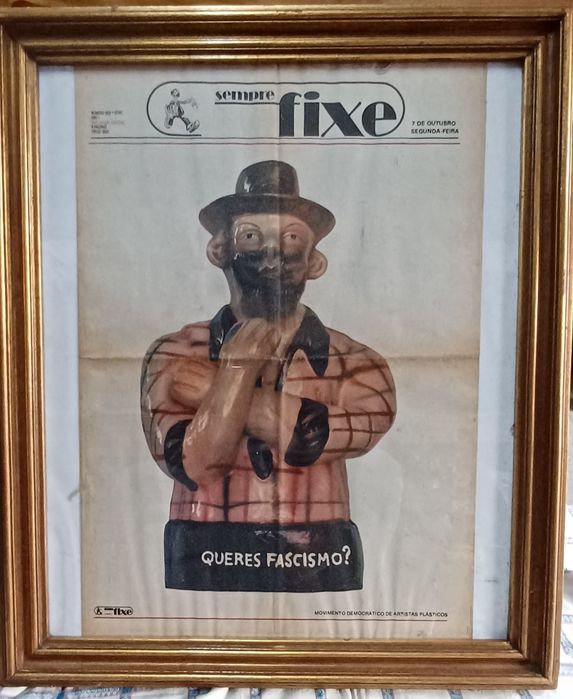 sempre
fixe
7 DE OUTUBRO
SEGUNDA-FEIRA
QUERES FASCISMO?
fixe
MOVIMENTO DEMOCRÁTICO DE ARTISTAS PLÁSTICOS